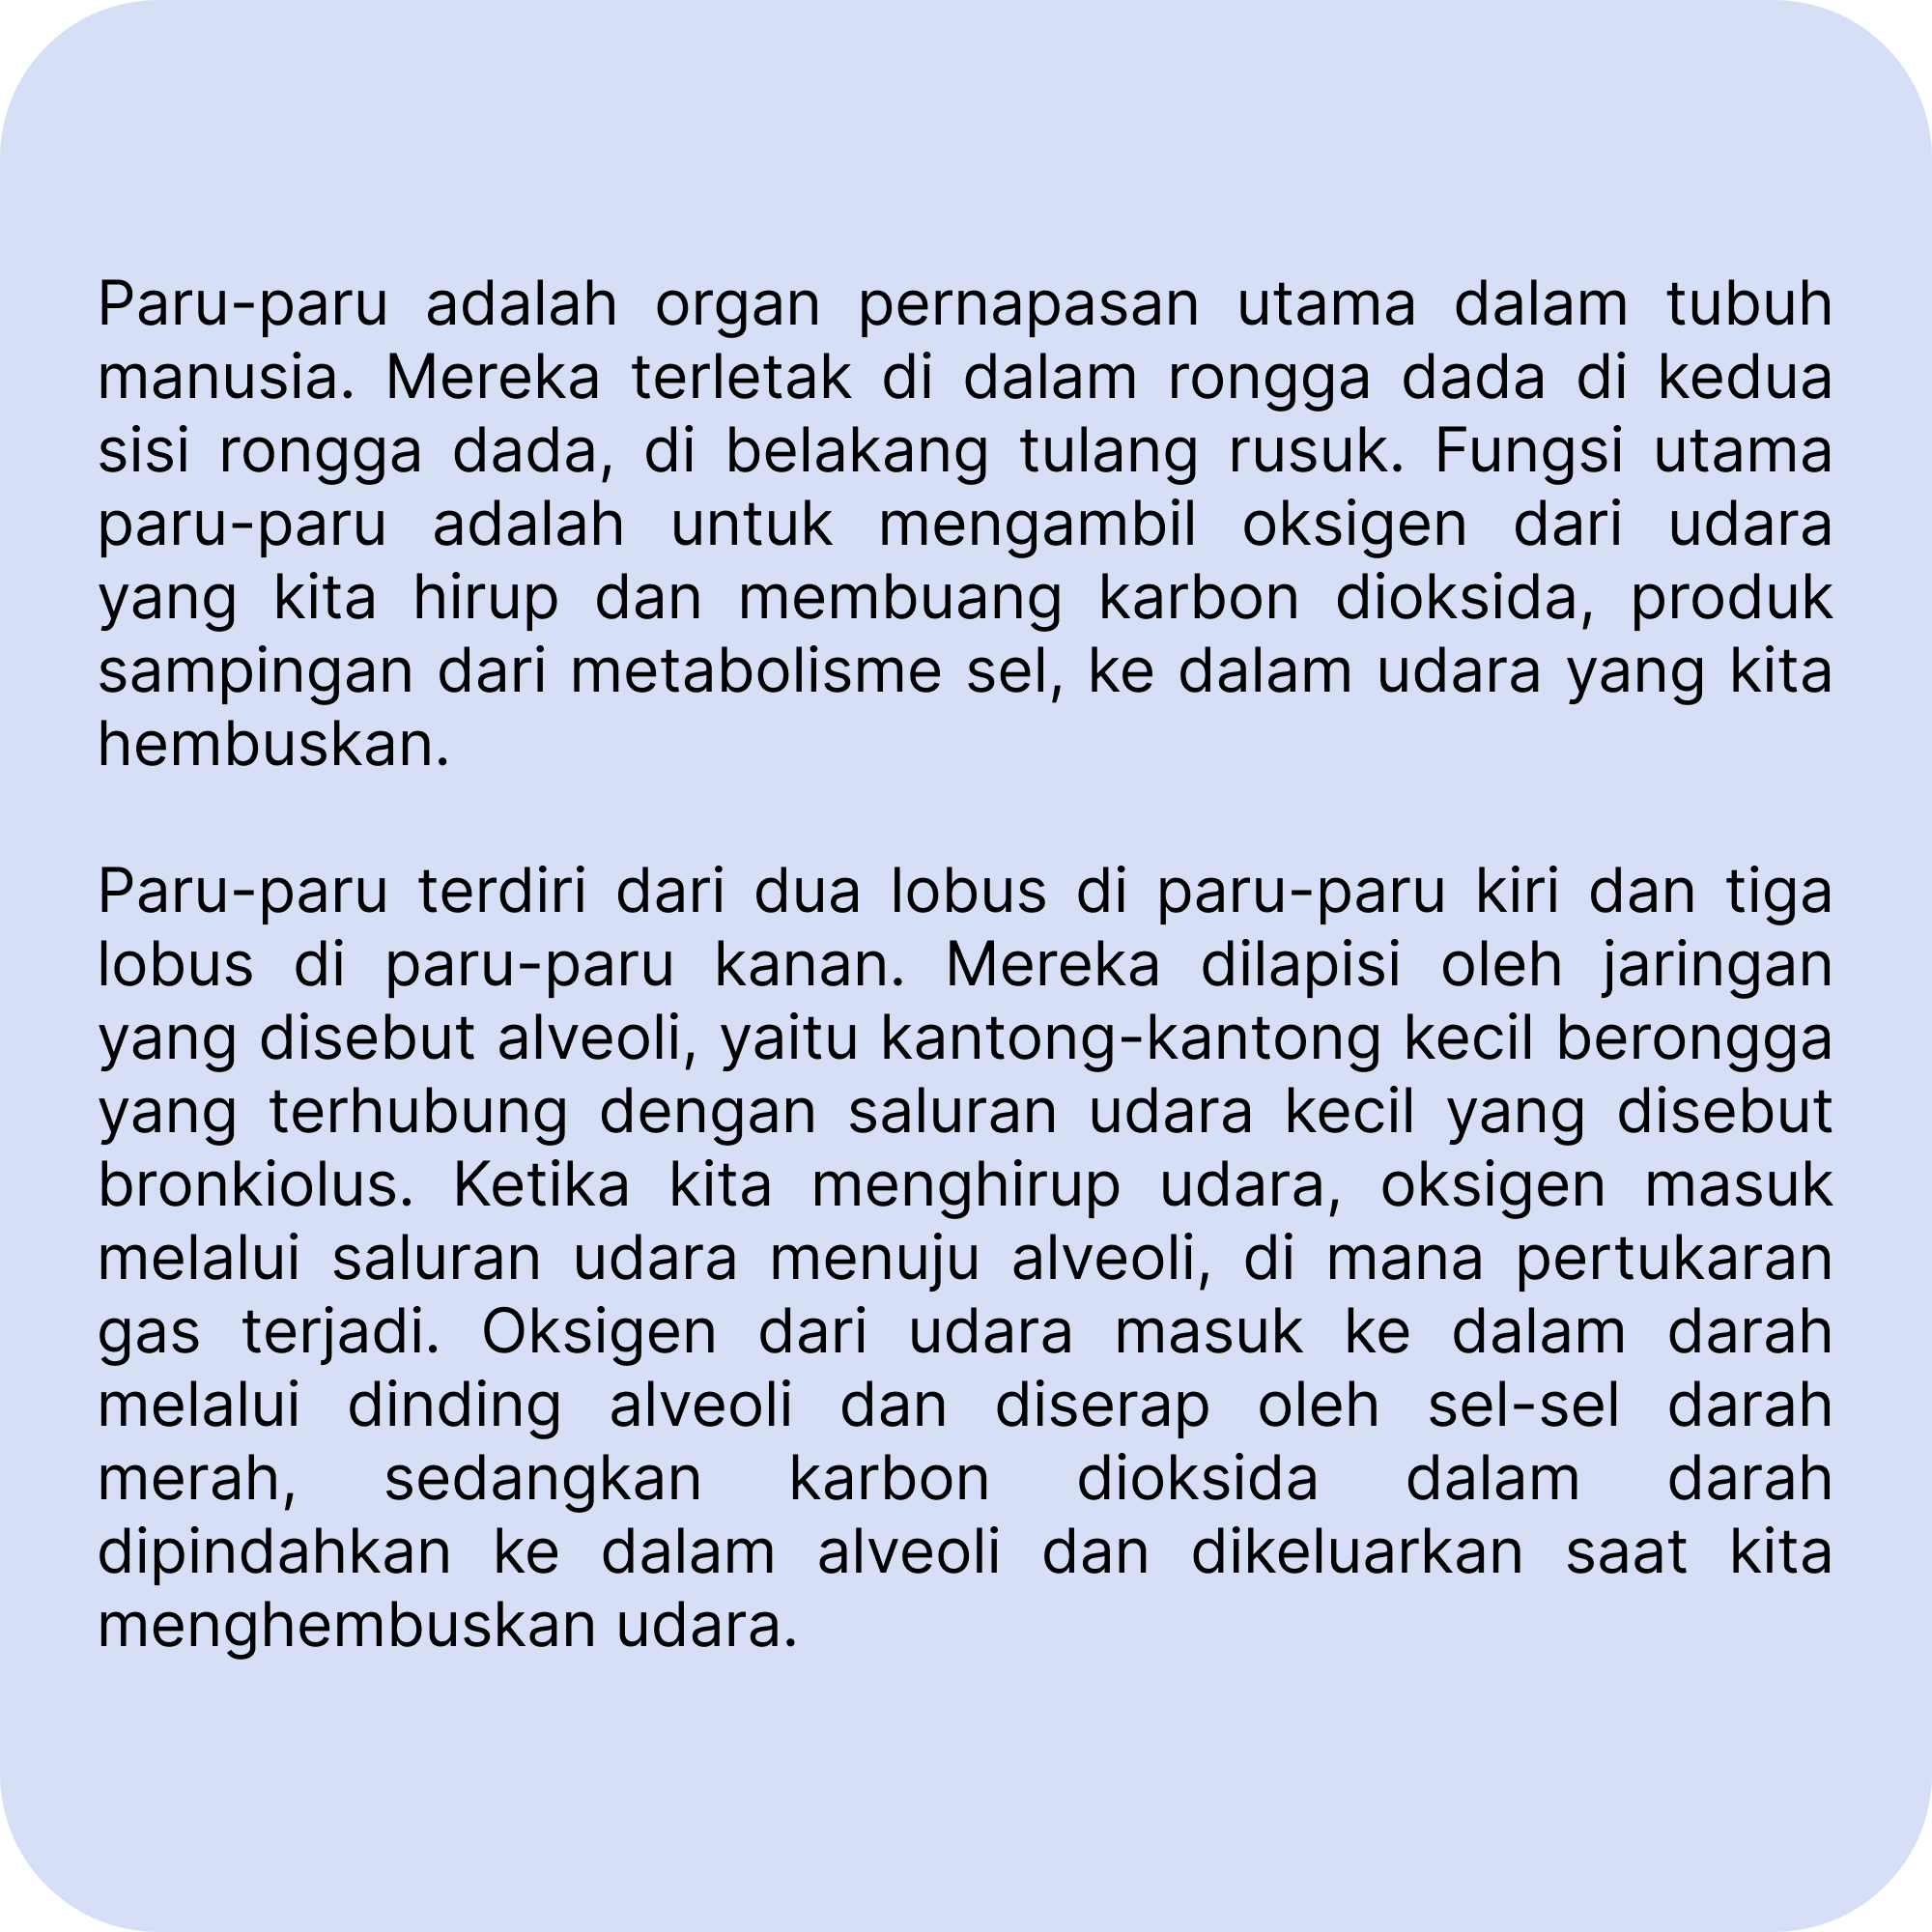 Paru-paru adalah organ pernapasan utama dalam tubuh
manusia. Mereka terletak di dalam rongga dada di kedua
sisi rongga dada, di belakang tulang rusuk. Fungsi utama
paru-paru adalah untuk mengambil oksigen dari udara
yang kita hirup dan membuang karbon dioksida, produk
sampingan dari metabolisme sel, ke dalam udara yang kita
hembuskan.

Paru-paru terdiri dari dua lobus di paru-paru kiri dan tiga
lobus di paru-paru kanan. Mereka dilapisi oleh jaringan
yang disebut alveoli, yaitu kantong-kantong kecil berongga
yang terhubung dengan saluran udara kecil yang disebut
bronkiolus. Ketika kita menghirup udara, oksigen masuk
melalui saluran udara menuju alveoli, di mana pertukaran
gas terjadi. Oksigen dari udara masuk ke dalam darah
melalui dinding alveoli dan diserap oleh sel-sel darah
merah, sedangkan karbon dioksida dalam darah
dipindahkan ke dalam alveoli dan dikeluarkan saat kita
menghembuskan udara.